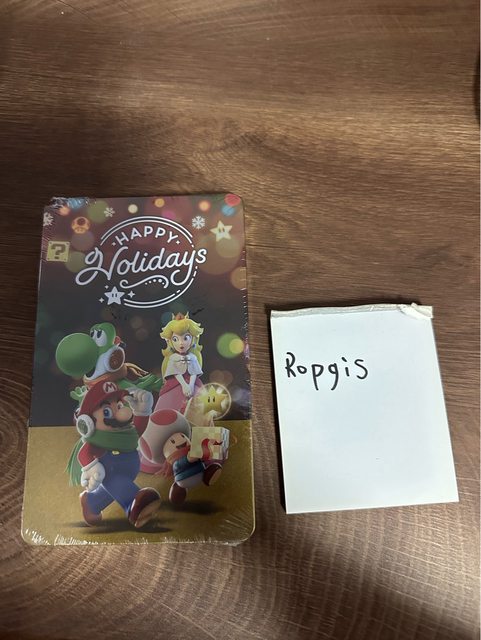 HAPPY
Holidays
M
?
Ropgis